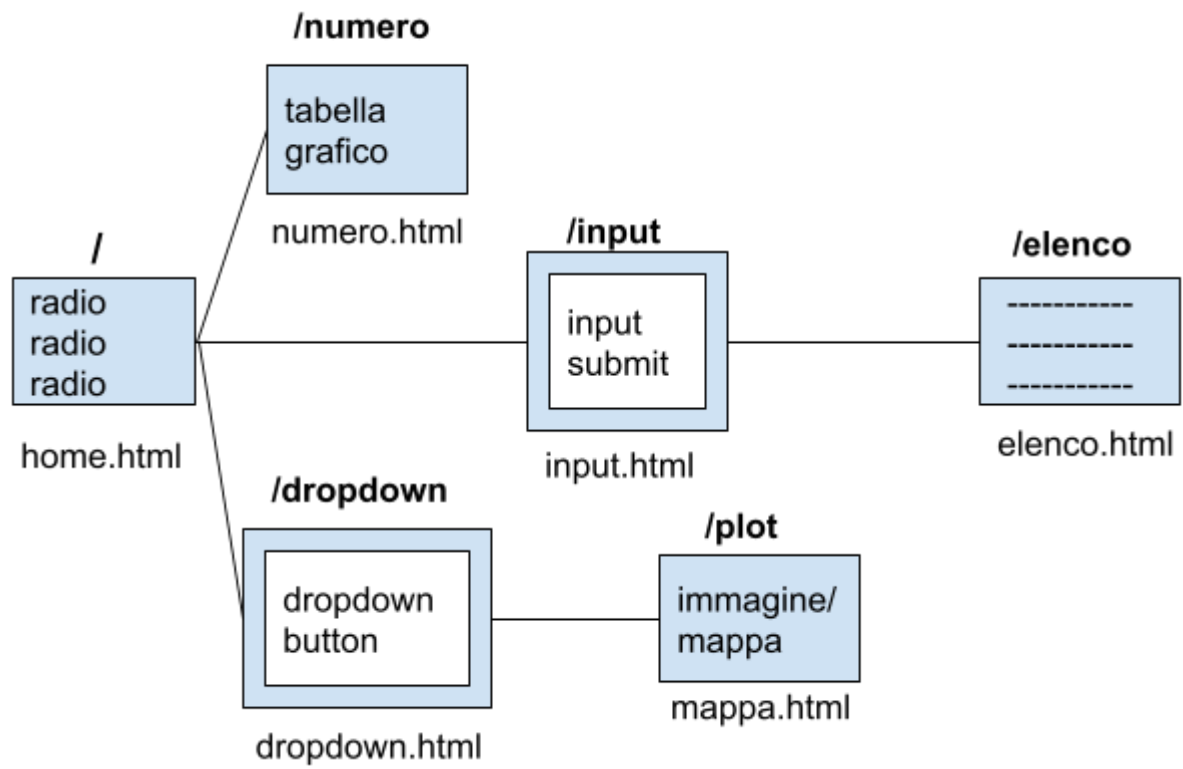 /numero
tabella
grafico
numero.html
/
radio
radio
radio
home.html
/input
input
submit
input.html
/elenco
-----------
-----------
-----------
elenco.html
/dropdown
dropdown
button
dropdown.html
/plot
immagine/
mappa
mappa.html